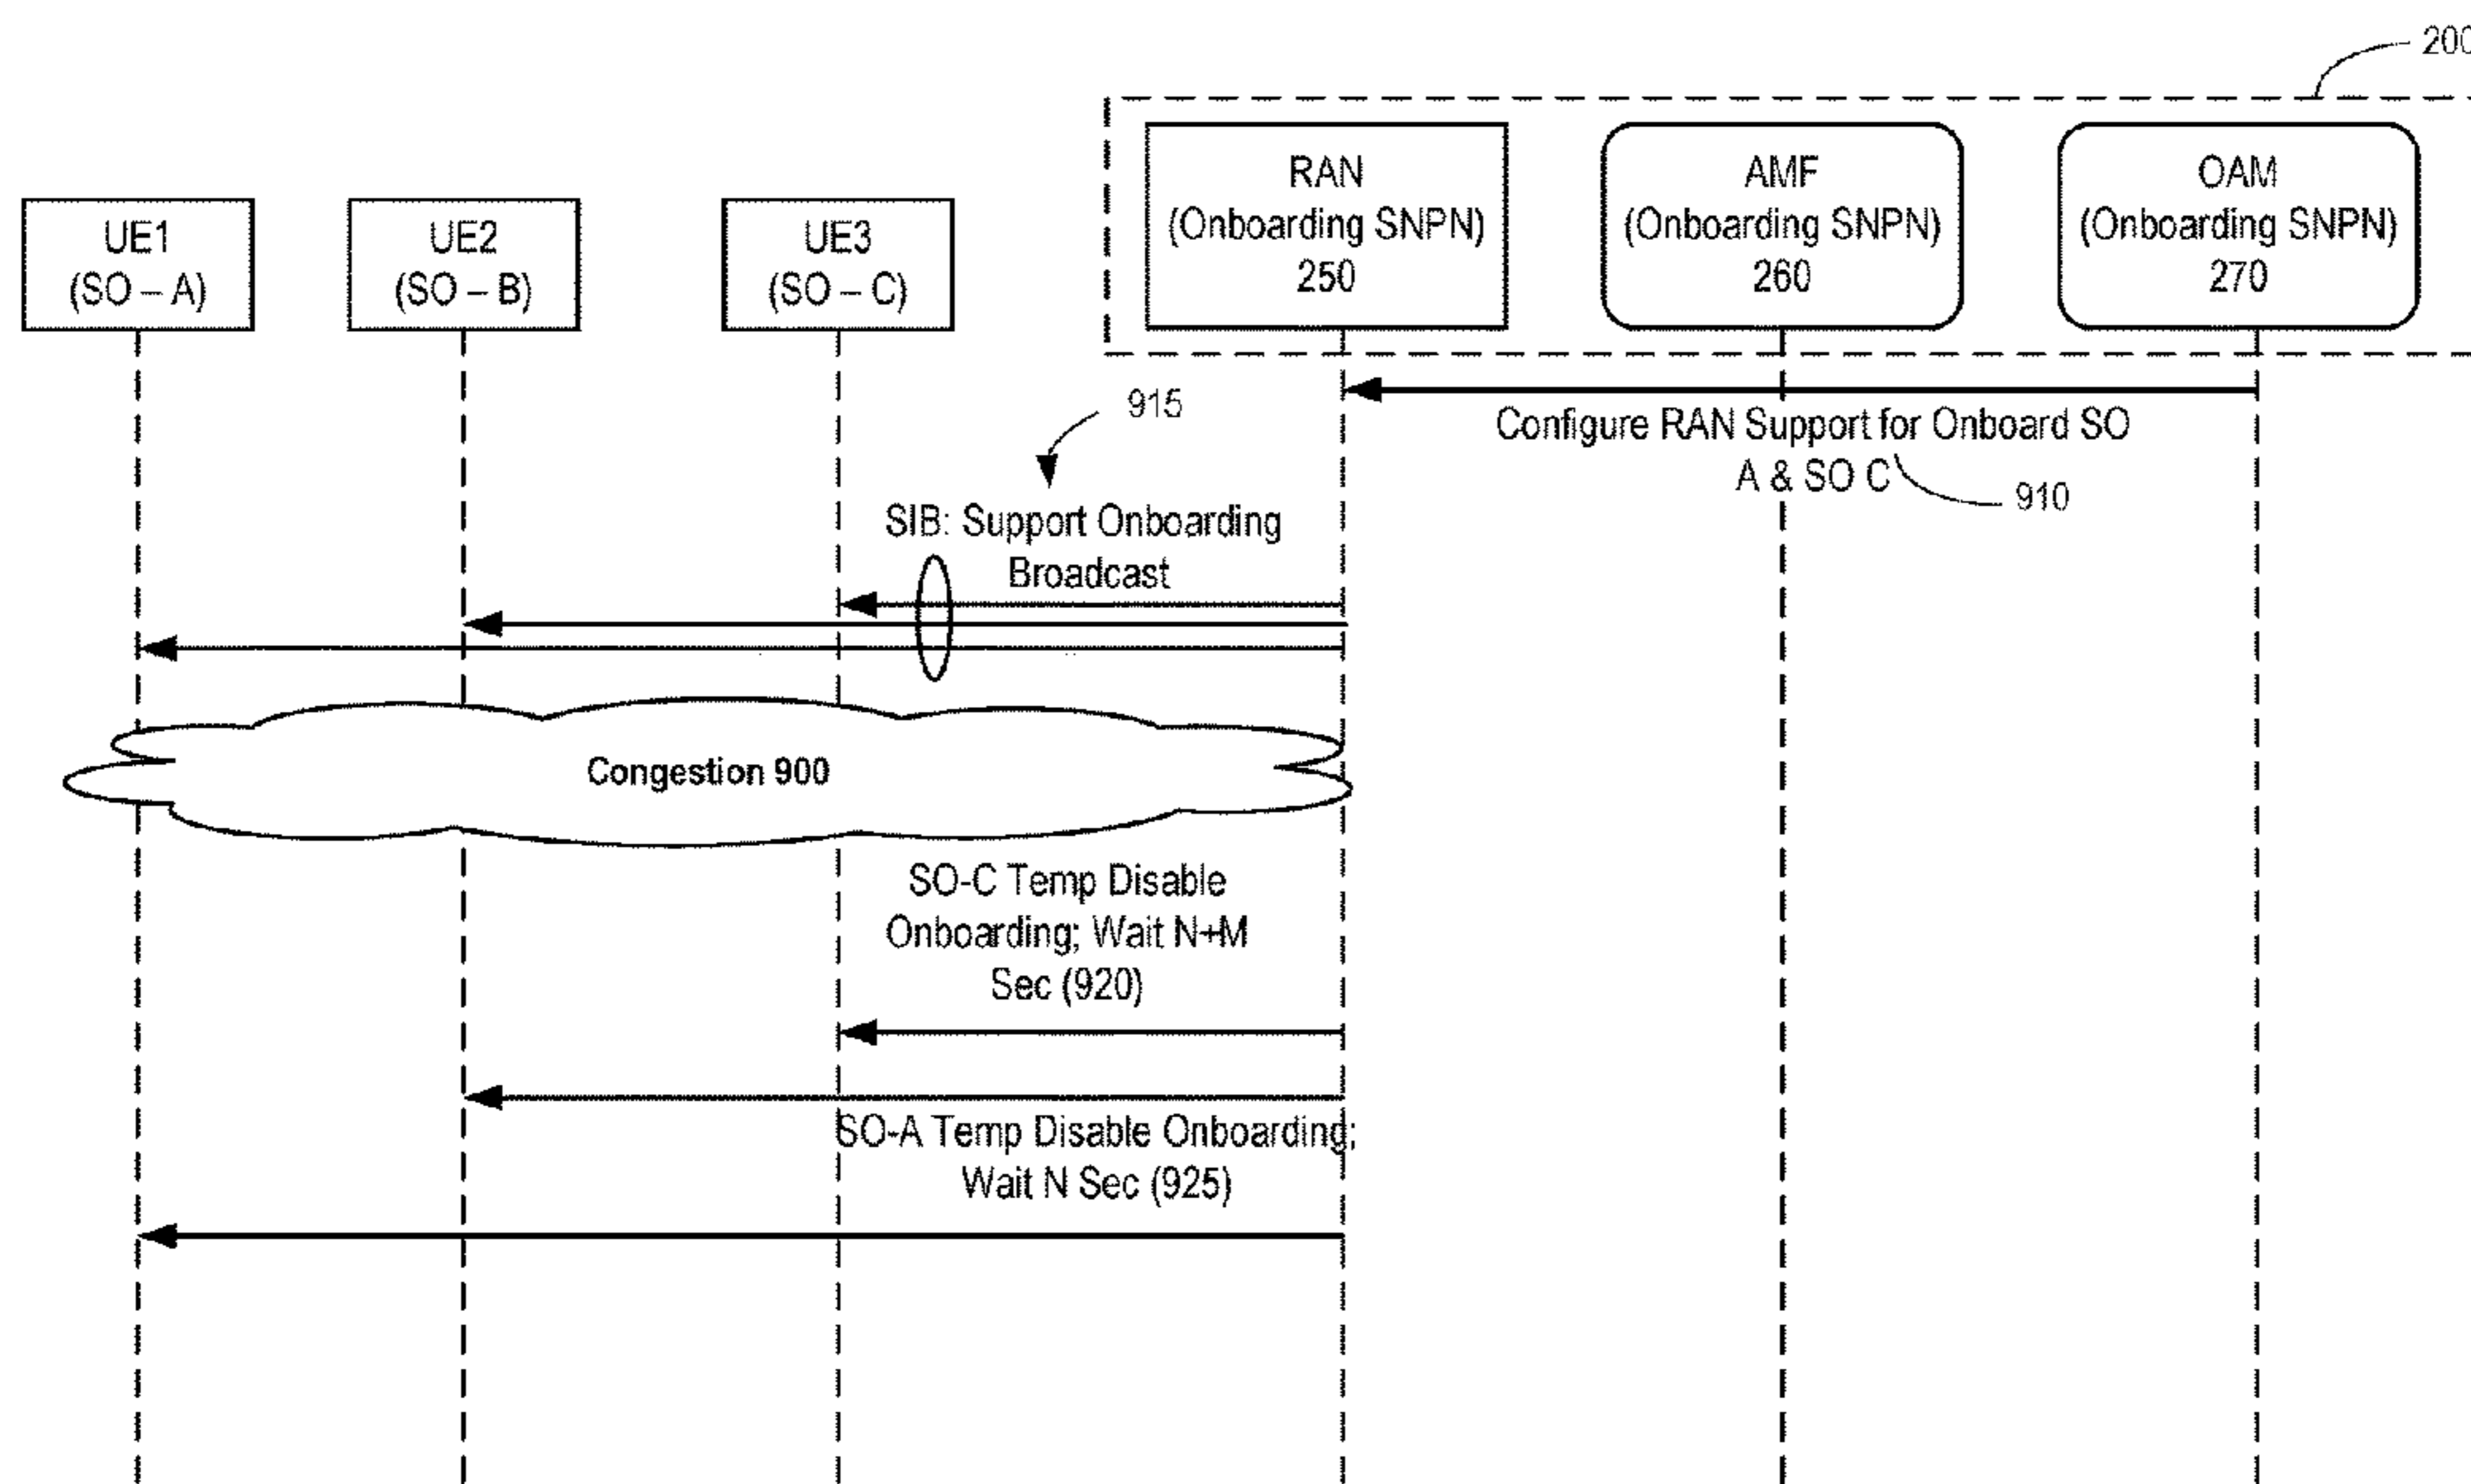 200
UE1
(SO – A)
UE2
(SO – B)
UE3
(SO – C)
RAN
(Onboarding SNPN)
250
AMF
(Onboarding SNPN)
260
OAM
(Onboarding SNPN)
270
Configure RAN Support for Onboard SO
A & SO C
910
915
SIB: Support Onboarding
Broadcast
Congestion 900
SO-C Temp Disable
Onboarding; Wait N+M
Sec (920)
SO-A Temp Disable Onboarding;
Wait N Sec (925)